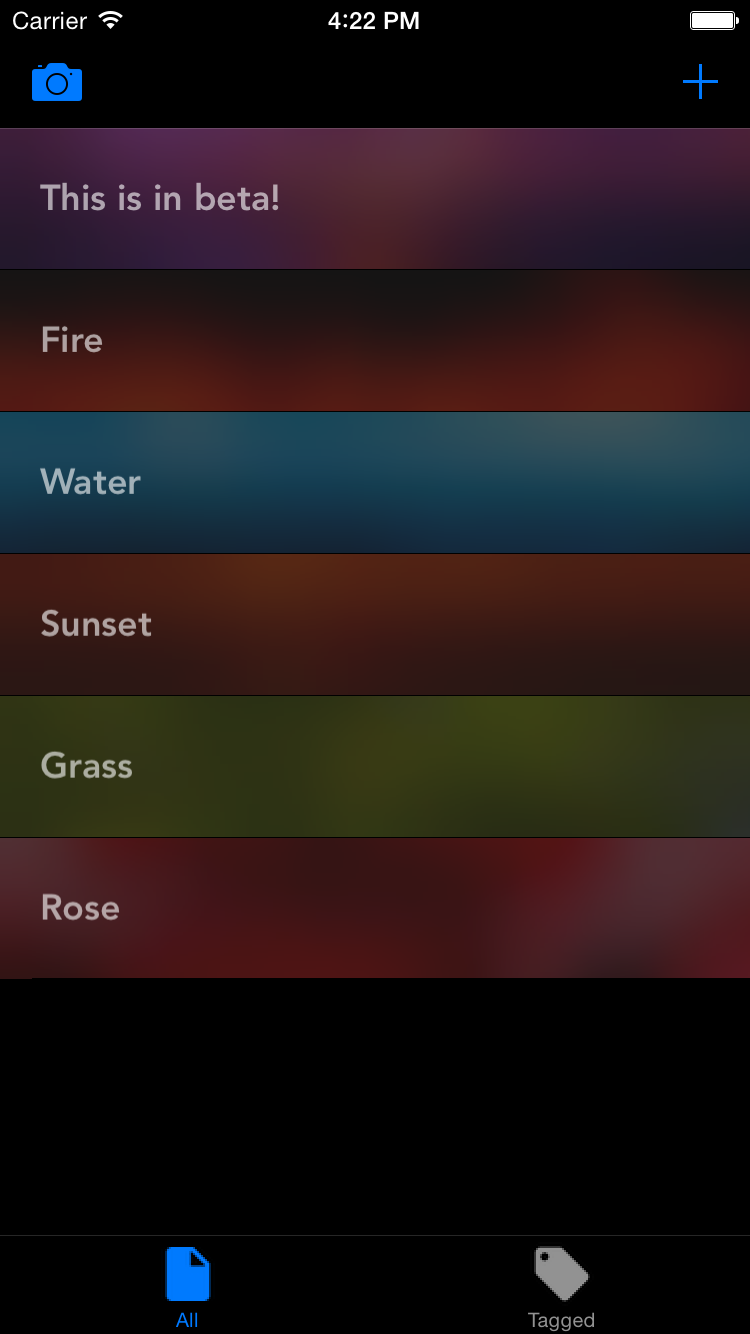 Carrier 4:22 PM
This is in beta!
Fire
Water
Sunset
Grass
Rose
All Tagged